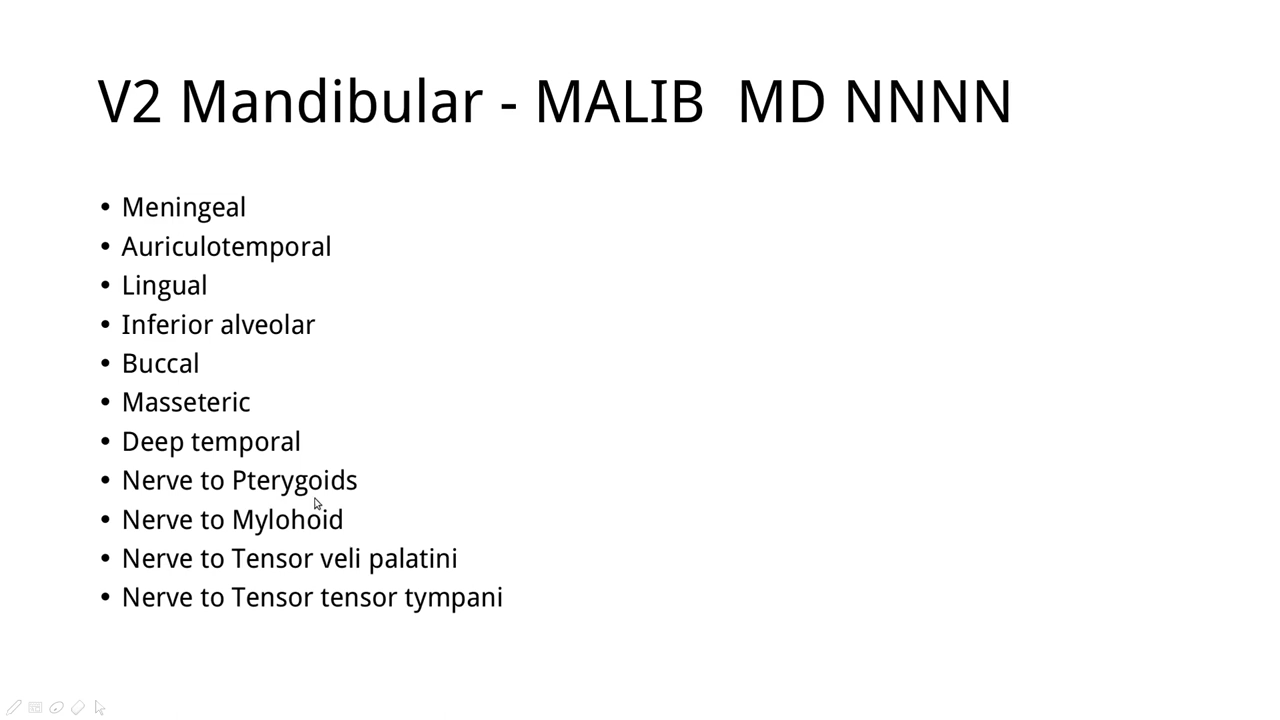 V2 Mandibular - MALIB  MD NNNN
• Meningeal
• Auriculotemporal
• Lingual
• Inferior alveolar
• Buccal
• Masseteric
• Deep temporal
• Nerve to Pterygoids
• Nerve to Mylohoid
• Nerve to Tensor veli palatini
• Nerve to Tensor tensor tympani